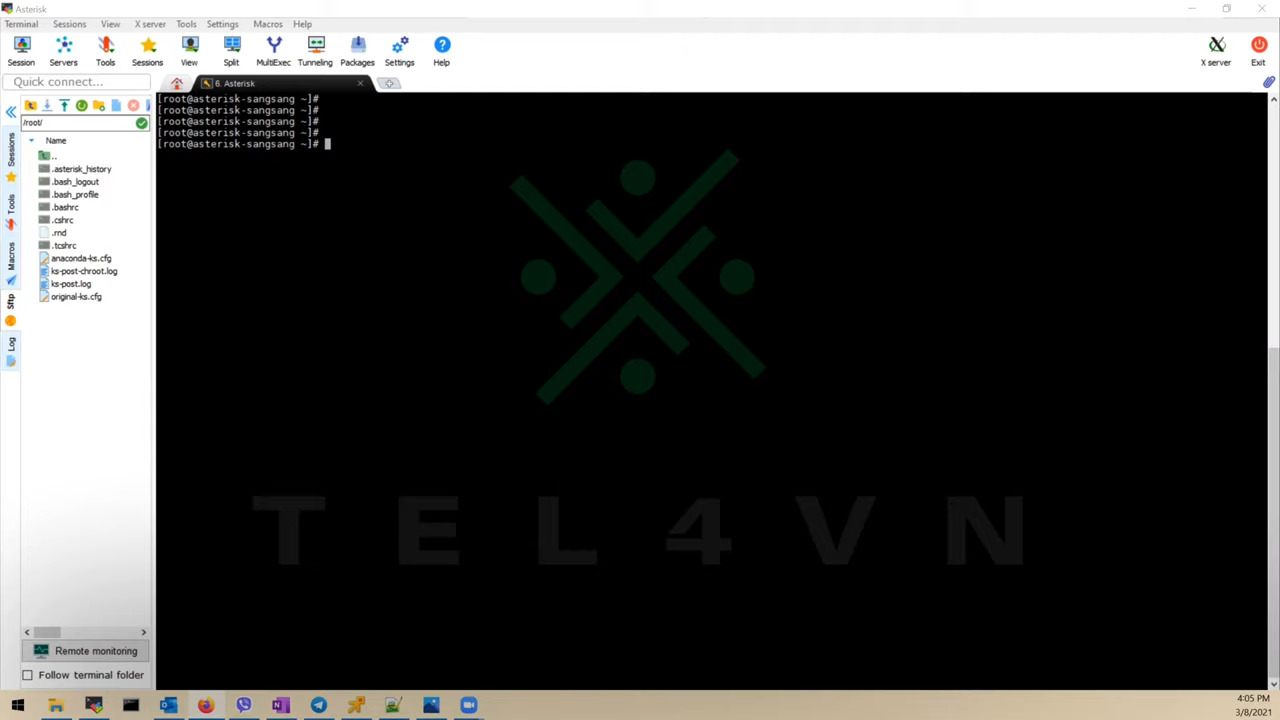 Asterisk
Terminal Sessions View X server Tools Settings Macros Help
Session Servers Tools Sessions View Split MultiExec Tunneling Packages Settings Help X server Exit
Quick connect...
6. Asterisk
/root/
Name
..
.asterisk_history
.bash_logout
.bash_profile
.bashrc
.cshrc
.rnd
.tcshrc
anaconda-ks.cfg
ks-post-chroot.log
ks-post.log
original-ks.cfg
Sessions
Tools
Macros
Sftp
Log
[root@asterisk-sangsang ~]#
[root@asterisk-sangsang ~]#
[root@asterisk-sangsang ~]#
[root@asterisk-sangsang ~]#
[root@asterisk-sangsang ~]#
TEL4VN
Remote monitoring
Follow terminal folder
4:05 PM
3/8/2021